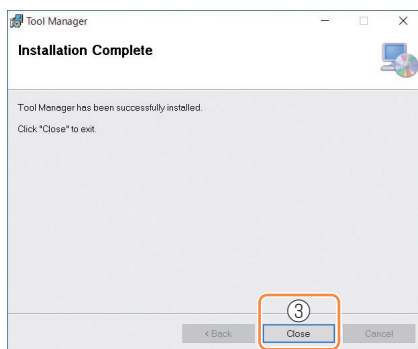 Tool Manager
Installation Complete
Tool Manager has been successfully installed.
Click "Close" to exit.
③
< Back Close Cancel